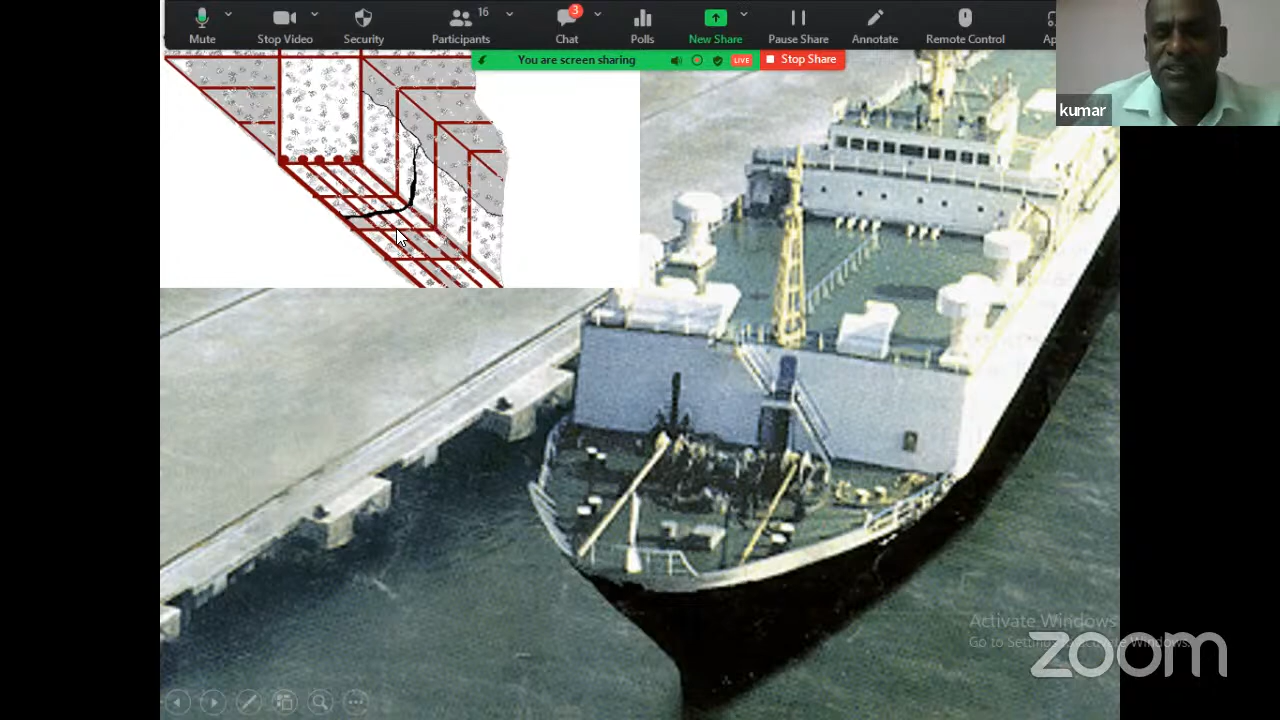 16
3
Mute
Stop Video
Security
Participants
Chat
Polls
New Share
Pause Share
Annotate
Remote Control
You are screen sharing
LIVE
Stop Share
kumar
Activate Windows
Go to Settings to activate Windows.
zoom